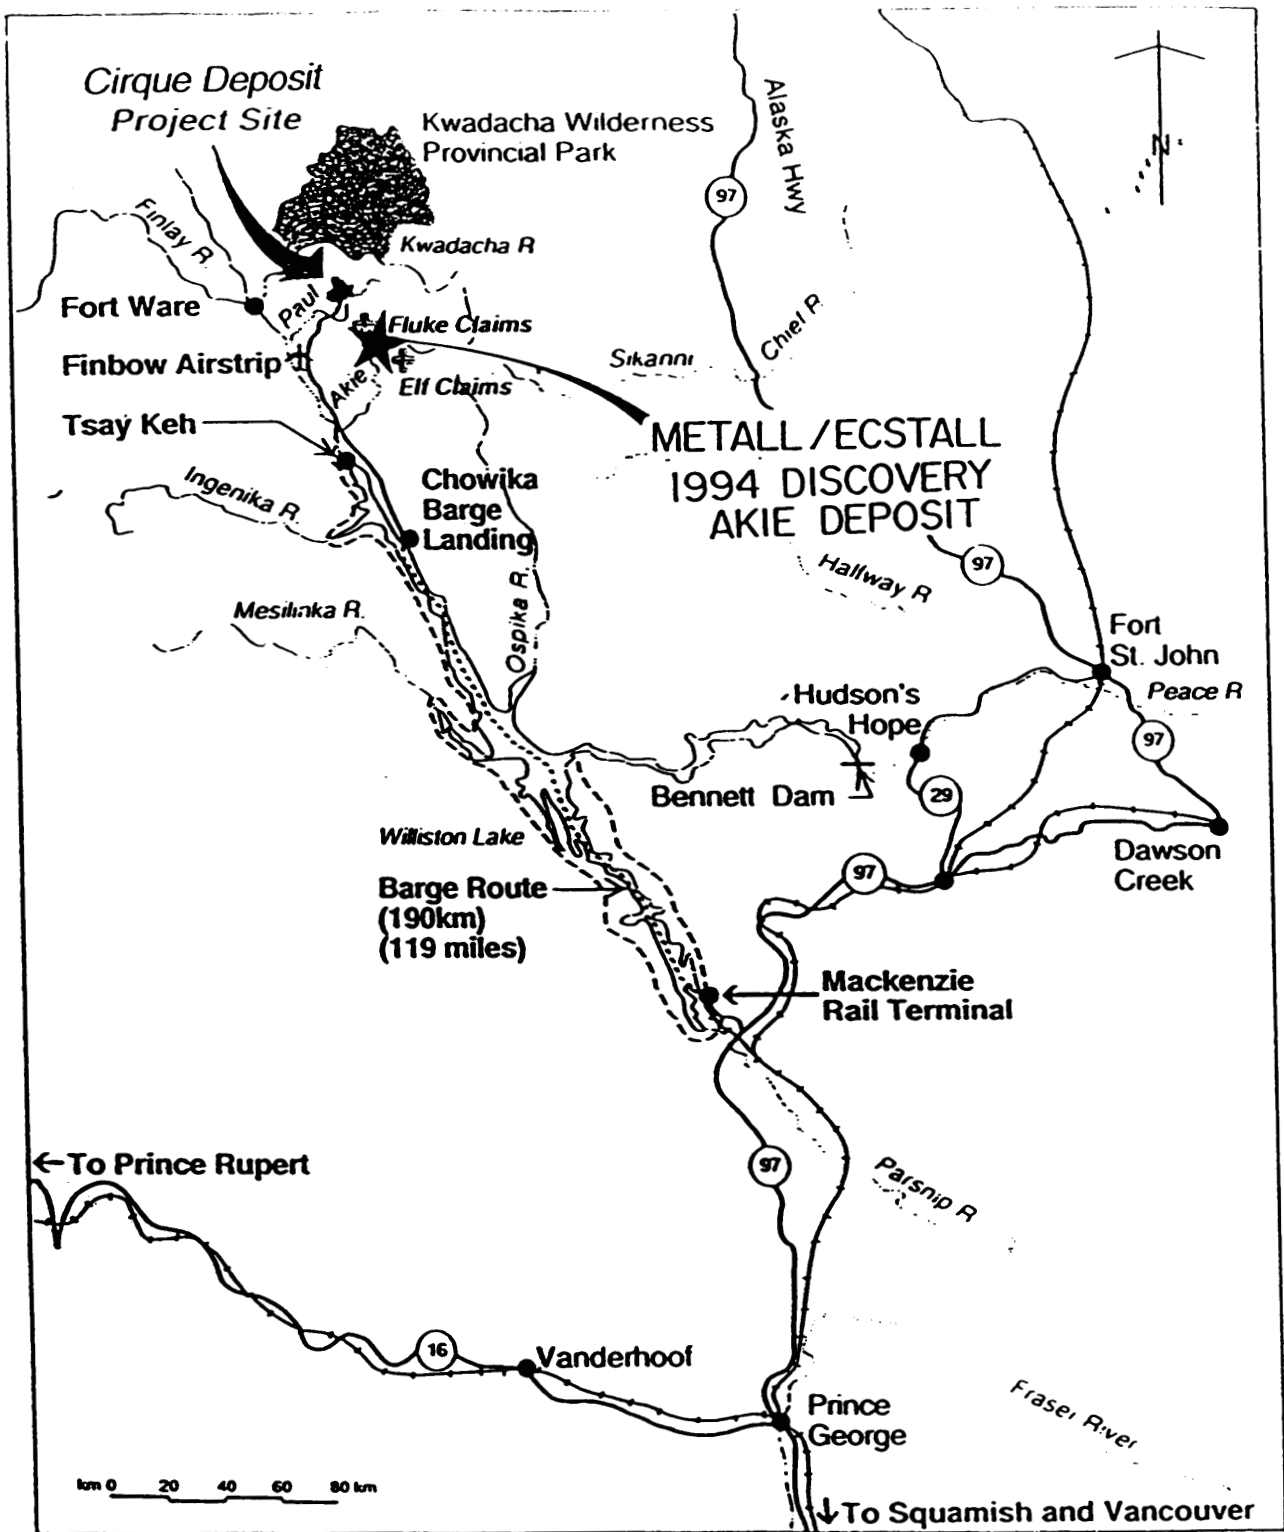 Cirque Deposit
Project Site
Kwadacha Wilderness
Provincial Park
Alaska Hwy
97
N
Finlay R.
Kwadacha R
Fort Ware
Paul
Fluke Claims
Chief R.
Sikanni
Finbow Airstrip
Akie
Elf Claims
Tsay Keh
METALL/ECSTALL
1994 DISCOVERY
AKIE DEPOSIT
Ingenika R.
Chowika
Barge
Landing
97
Halfway R
Mesilinka R.
Ospika R.
Fort
St. John
Peace R
Hudson's
Hope
97
29
Bennett Dam
Williston Lake
Dawson
Creek
97
Barge Route
(190km)
(119 miles)
Mackenzie
Rail Terminal
←To Prince Rupert
97
Parsnip R
16
Vanderhoof
Prince
George
Fraser River
km 0 20 40 60 80 km
↓To Squamish and Vancouver